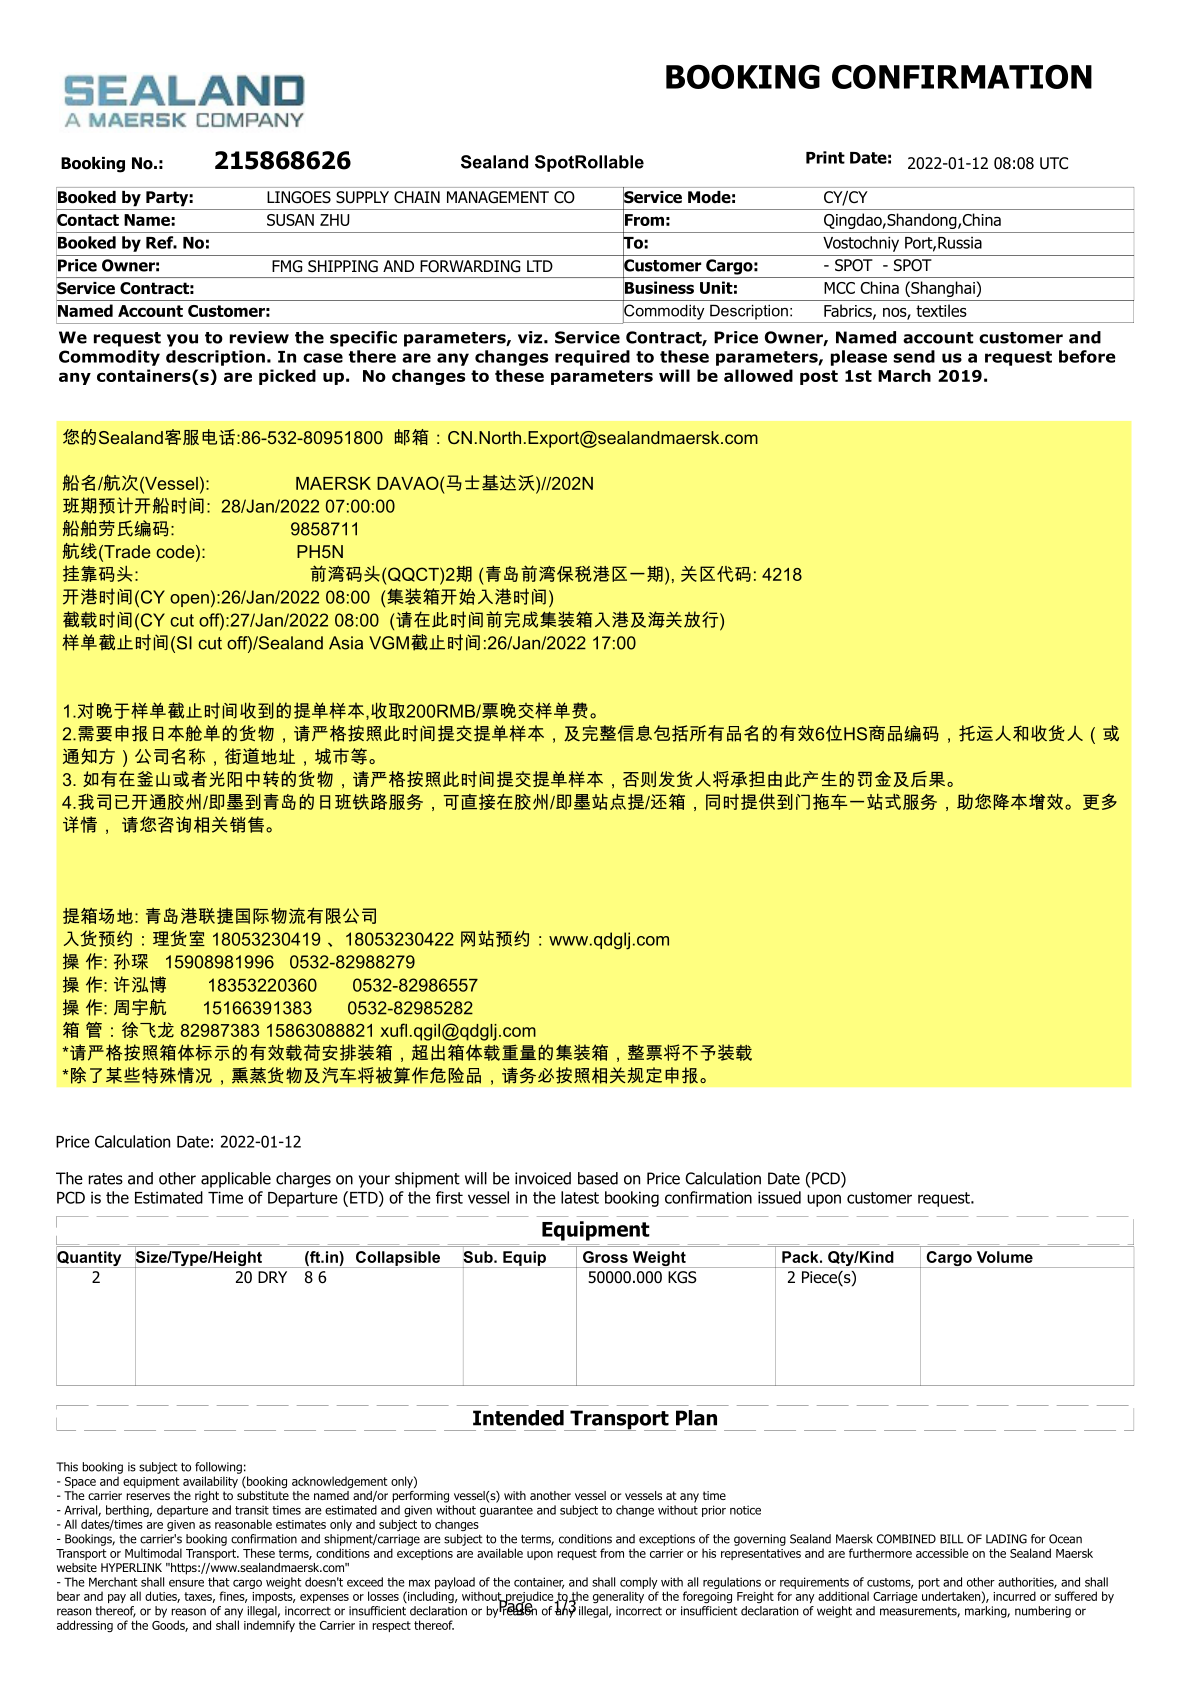 SEALAND
A MAERSK COMPANY
BOOKING CONFIRMATION
Booking No.: 215868626 Sealand SpotRollable Print Date: 2022-01-12 08:08 UTC
Booked by Party: LINGOES SUPPLY CHAIN MANAGEMENT CO Service Mode: CY/CY
Contact Name: SUSAN ZHU From: Qingdao,Shandong,China
Booked by Ref. No: To: Vostochniy Port,Russia
Price Owner: FMG SHIPPING AND FORWARDING LTD Customer Cargo: - SPOT - SPOT
Service Contract: Business Unit: MCC China (Shanghai)
Named Account Customer: Commodity Description: Fabrics, nos, textiles
We request you to review the specific parameters, viz. Service Contract, Price Owner, Named account customer and
Commodity description. In case there are any changes required to these parameters, please send us a request before
any containers(s) are picked up. No changes to these parameters will be allowed post 1st March 2019.
您的Sealand客服电话:86-532-80951800 邮箱：CN.North.Export@sealandmaersk.com
船名/航次(Vessel): MAERSK DAVAO(马士基达沃)//202N
班期预计开船时间: 28/Jan/2022 07:00:00
船舶劳氏编码: 9858711
航线(Trade code): PH5N
挂靠码头: 前湾码头(QQCT)2期 (青岛前湾保税港区一期), 关区代码: 4218
开港时间(CY open):26/Jan/2022 08:00 (集装箱开始入港时间)
截载时间(CY cut off):27/Jan/2022 08:00 (请在此时间前完成集装箱入港及海关放行)
样单截止时间(SI cut off)/Sealand Asia VGM截止时间:26/Jan/2022 17:00
1.对晚于样单截止时间收到的提单样本,收取200RMB/票晚交样单费。
2.需要申报日本舱单的货物，请严格按照此时间提交提单样本，及完整信息包括所有品名的有效6位HS商品编码，托运人和收货人（或
通知方）公司名称，街道地址，城市等。
3. 如有在釜山或者光阳中转的货物，请严格按照此时间提交提单样本，否则发货人将承担由此产生的罚金及后果。
4.我司已开通胶州/即墨到青岛的日班铁路服务，可直接在胶州/即墨站点提/还箱，同时提供到门拖车一站式服务，助您降本增效。更多
详情， 请您咨询相关销售。
提箱场地: 青岛港联捷国际物流有限公司
入货预约：理货室 18053230419 、18053230422 网站预约：www.qdglj.com
操 作: 孙琛 15908981996 0532-82988279
操 作: 许泓博 18353220360 0532-82986557
操 作: 周宇航 15166391383 0532-82985282
箱 管：徐飞龙 82987383 15863088821 xufl.qgil@qdglj.com
*请严格按照箱体标示的有效载荷安排装箱，超出箱体载重量的集装箱，整票将不予装载
*除了某些特殊情况，熏蒸货物及汽车将被算作危险品，请务必按照相关规定申报。
Price Calculation Date: 2022-01-12
The rates and other applicable charges on your shipment will be invoiced based on Price Calculation Date (PCD)
PCD is the Estimated Time of Departure (ETD) of the first vessel in the latest booking confirmation issued upon customer request.
Equipment
Quantity Size/Type/Height (ft.in) Collapsible Sub. Equip Gross Weight Pack. Qty/Kind Cargo Volume
2 20 DRY 8 6 50000.000 KGS 2 Piece(s)
Intended Transport Plan
This booking is subject to following:
- Space and equipment availability (booking acknowledgement only)
- The carrier reserves the right to substitute the named and/or performing vessel(s) with another vessel or vessels at any time
- Arrival, berthing, departure and transit times are estimated and given without guarantee and subject to change without prior notice
- All dates/times are given as reasonable estimates only and subject to changes
- Bookings, the carrier's booking confirmation and shipment/carriage are subject to the terms, conditions and exceptions of the governing Sealand Maersk COMBINED BILL OF LADING for Ocean
Transport or Multimodal Transport. These terms, conditions and exceptions are available upon request from the carrier or his representatives and are furthermore accessible on the Sealand Maersk
website HYPERLINK "https://www.sealandmaersk.com"
- The Merchant shall ensure that cargo weight doesn't exceed the max payload of the container, and shall comply with all regulations or requirements of customs, port and other authorities, and shall
bear and pay all duties, taxes, fines, imposts, expenses or losses (including, without prejudice to the generality of the foregoing Freight for any additional Carriage undertaken), incurred or suffered by
reason thereof, or by reason of any illegal, incorrect or insufficient declaration or by reason of any illegal, incorrect or insufficient declaration of weight and measurements, marking, numbering or
addressing of the Goods, and shall indemnify the Carrier in respect thereof.
Page 1/3